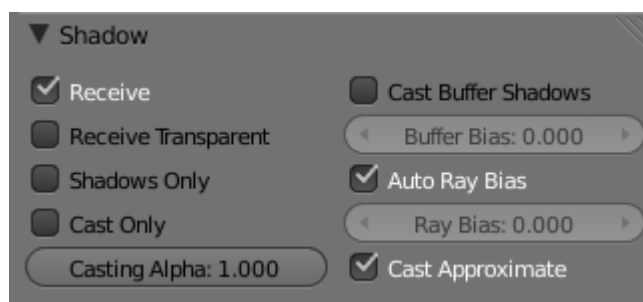 Shadow
Receive
Cast Buffer Shadows
Receive Transparent
Buffer Bias: 0.000
Shadows Only
Auto Ray Bias
Cast Only
Ray Bias: 0.000
Casting Alpha: 1.000
Cast Approximate